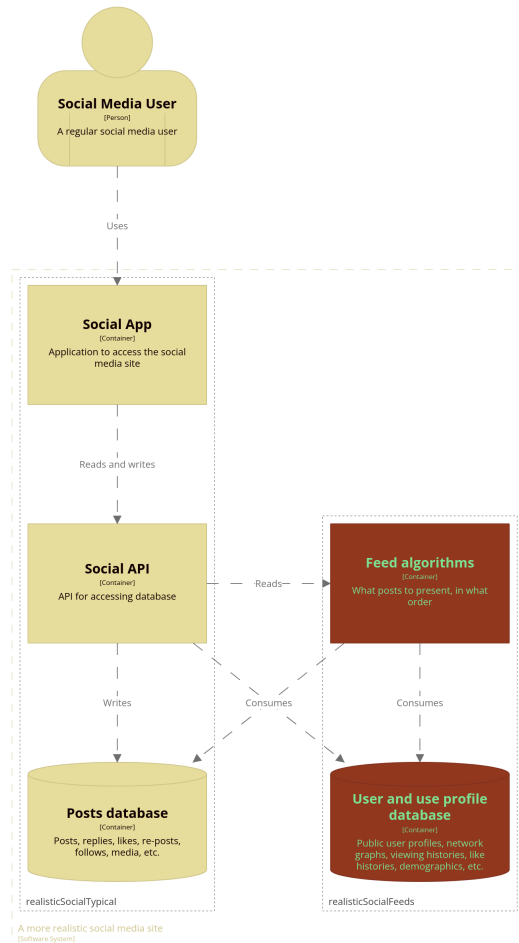 Social Media User
[Person]
A regular social media user
Uses
Social App
[Container]
Application to access the social
media site
Reads and writes
Social API
[Container]
API for accessing database
Reads
Feed algorithms
[Container]
What posts to present, in what
order
Writes
Consumes
Consumes
Posts database
[Container]
Posts, replies, likes, re-posts,
follows, media, etc.
User and use profile
database
[Container]
Public user profiles, network
graphs, viewing histories, like
histories, demographics, etc.
realisticSocialTypical
realisticSocialFeeds
A more realistic social media site
[Software System]